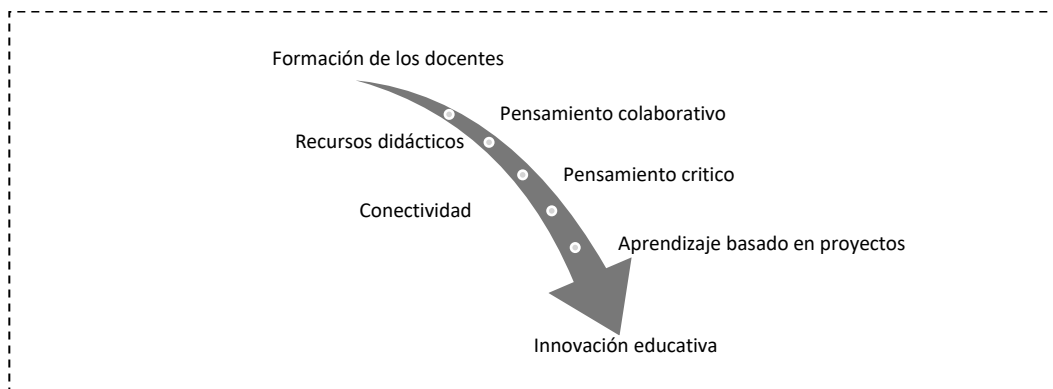 Formación de los docentes
Pensamiento colaborativo
Recursos didácticos
Pensamiento critico
Conectividad
Aprendizaje basado en proyectos
Innovación educativa